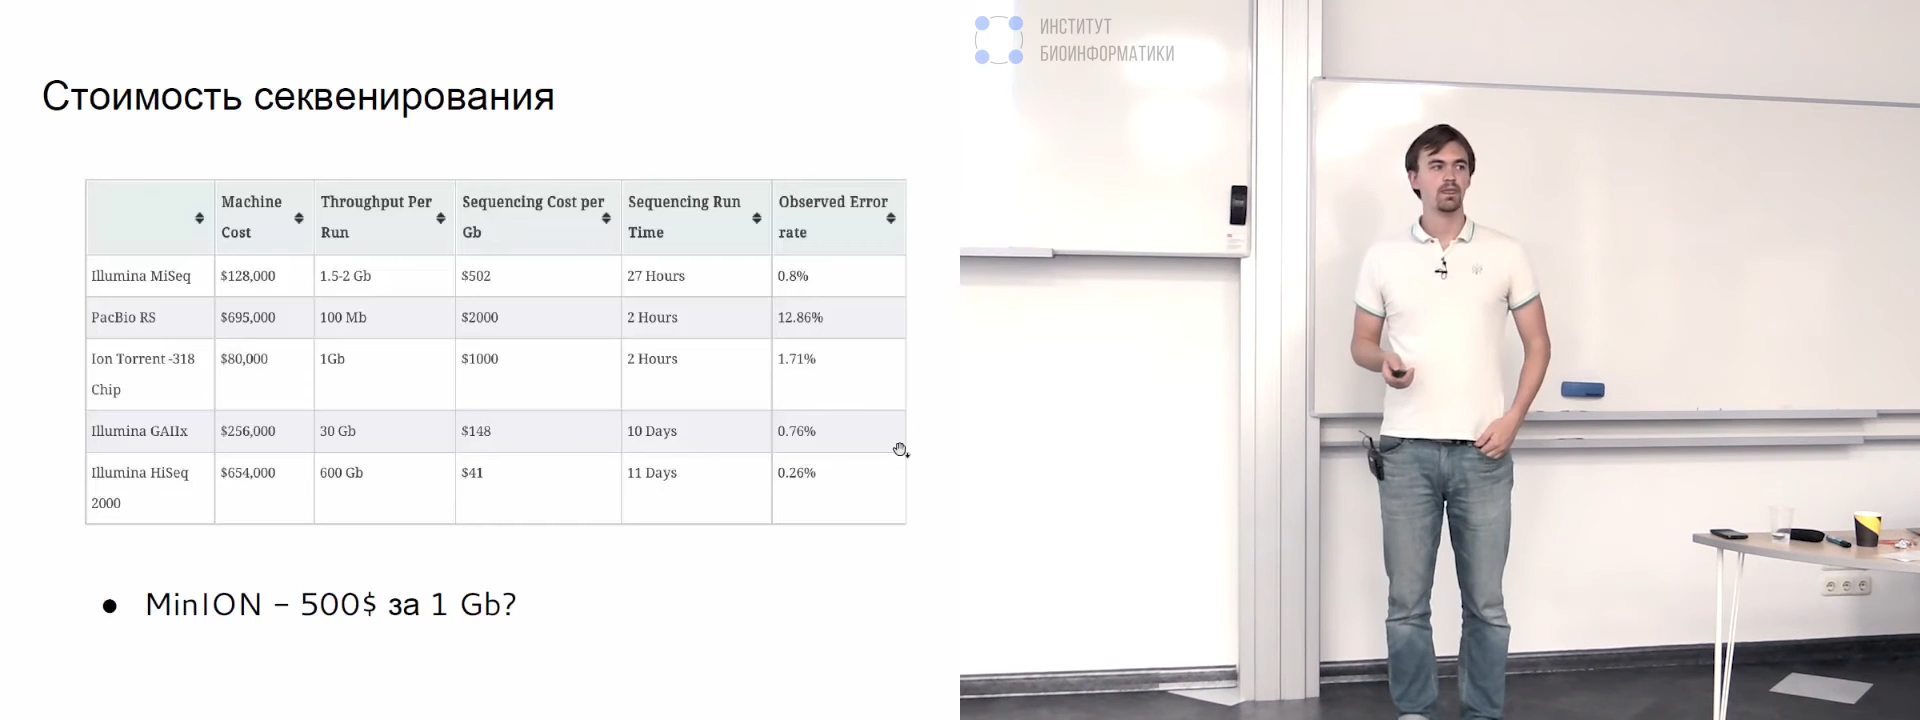 Стоимость секвенирования
Machine Cost
Throughput Per Run
Sequencing Cost per Gb
Sequencing Run Time
Observed Error rate
Illumina MiSeq $128,000 1.5-2 Gb $502 27 Hours 0.8%
PacBio RS $695,000 100 Mb $2000 2 Hours 12.86%
Ion Torrent -318 Chip $80,000 1Gb $1000 2 Hours 1.71%
Illumina GAIIx $256,000 30 Gb $148 10 Days 0.76%
Illumina HiSeq 2000 $654,000 600 Gb $41 11 Days 0.26%
● MinION - 500$ за 1 Gb?
ИНСТИТУТ
БИОИНФОРМАТИКИ